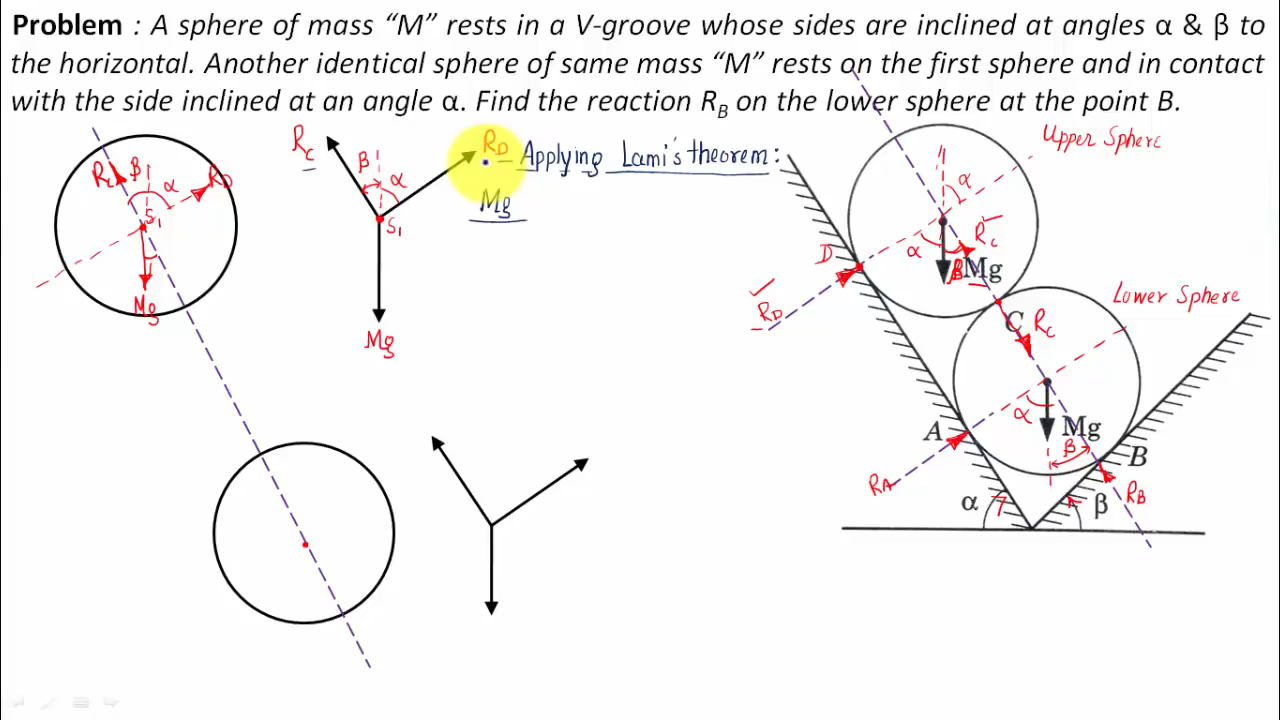 Problem : A sphere of mass “M” rests in a V-groove whose sides are inclined at angles α & β to
the horizontal. Another identical sphere of same mass “M” rests on the first sphere and in contact
with the side inclined at an angle α. Find the reaction RB on the lower sphere at the point B.
RC β α RD
S1
Mg
RC β α RD
S1
Mg
Applying Lami's theorem :
Mg
Upper Sphere
α
D α β Mg RC
RD
Lower Sphere
C RC
α Mg
A β B
RA RB
α β